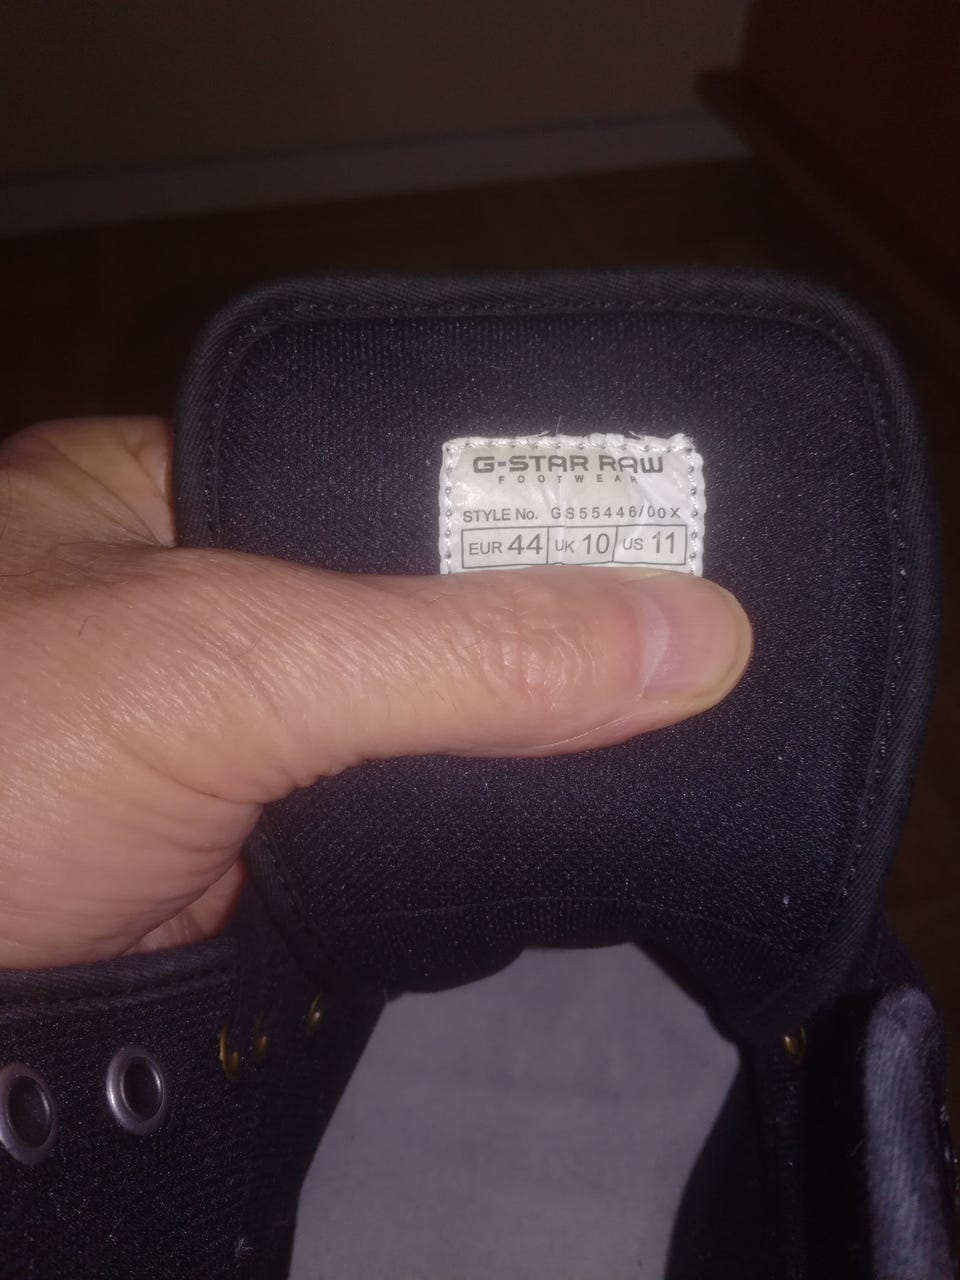 G-STAR RAW
FOOTWEAR
STYLE No. GS55446/00X
EUR 44 UK 10 US 11